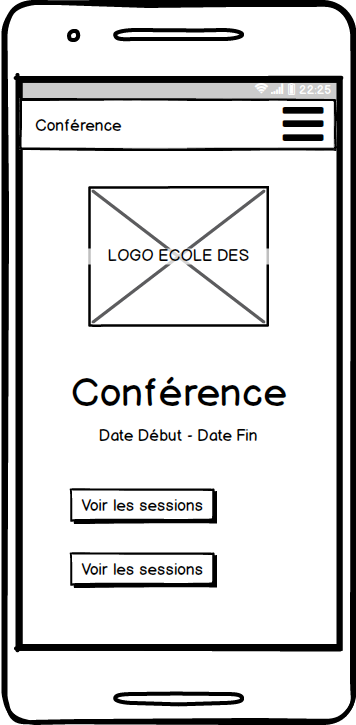 22:25
Conférence
LOGO ECOLE DES
Conférence
Date Début - Date Fin
Voir les sessions
Voir les sessions